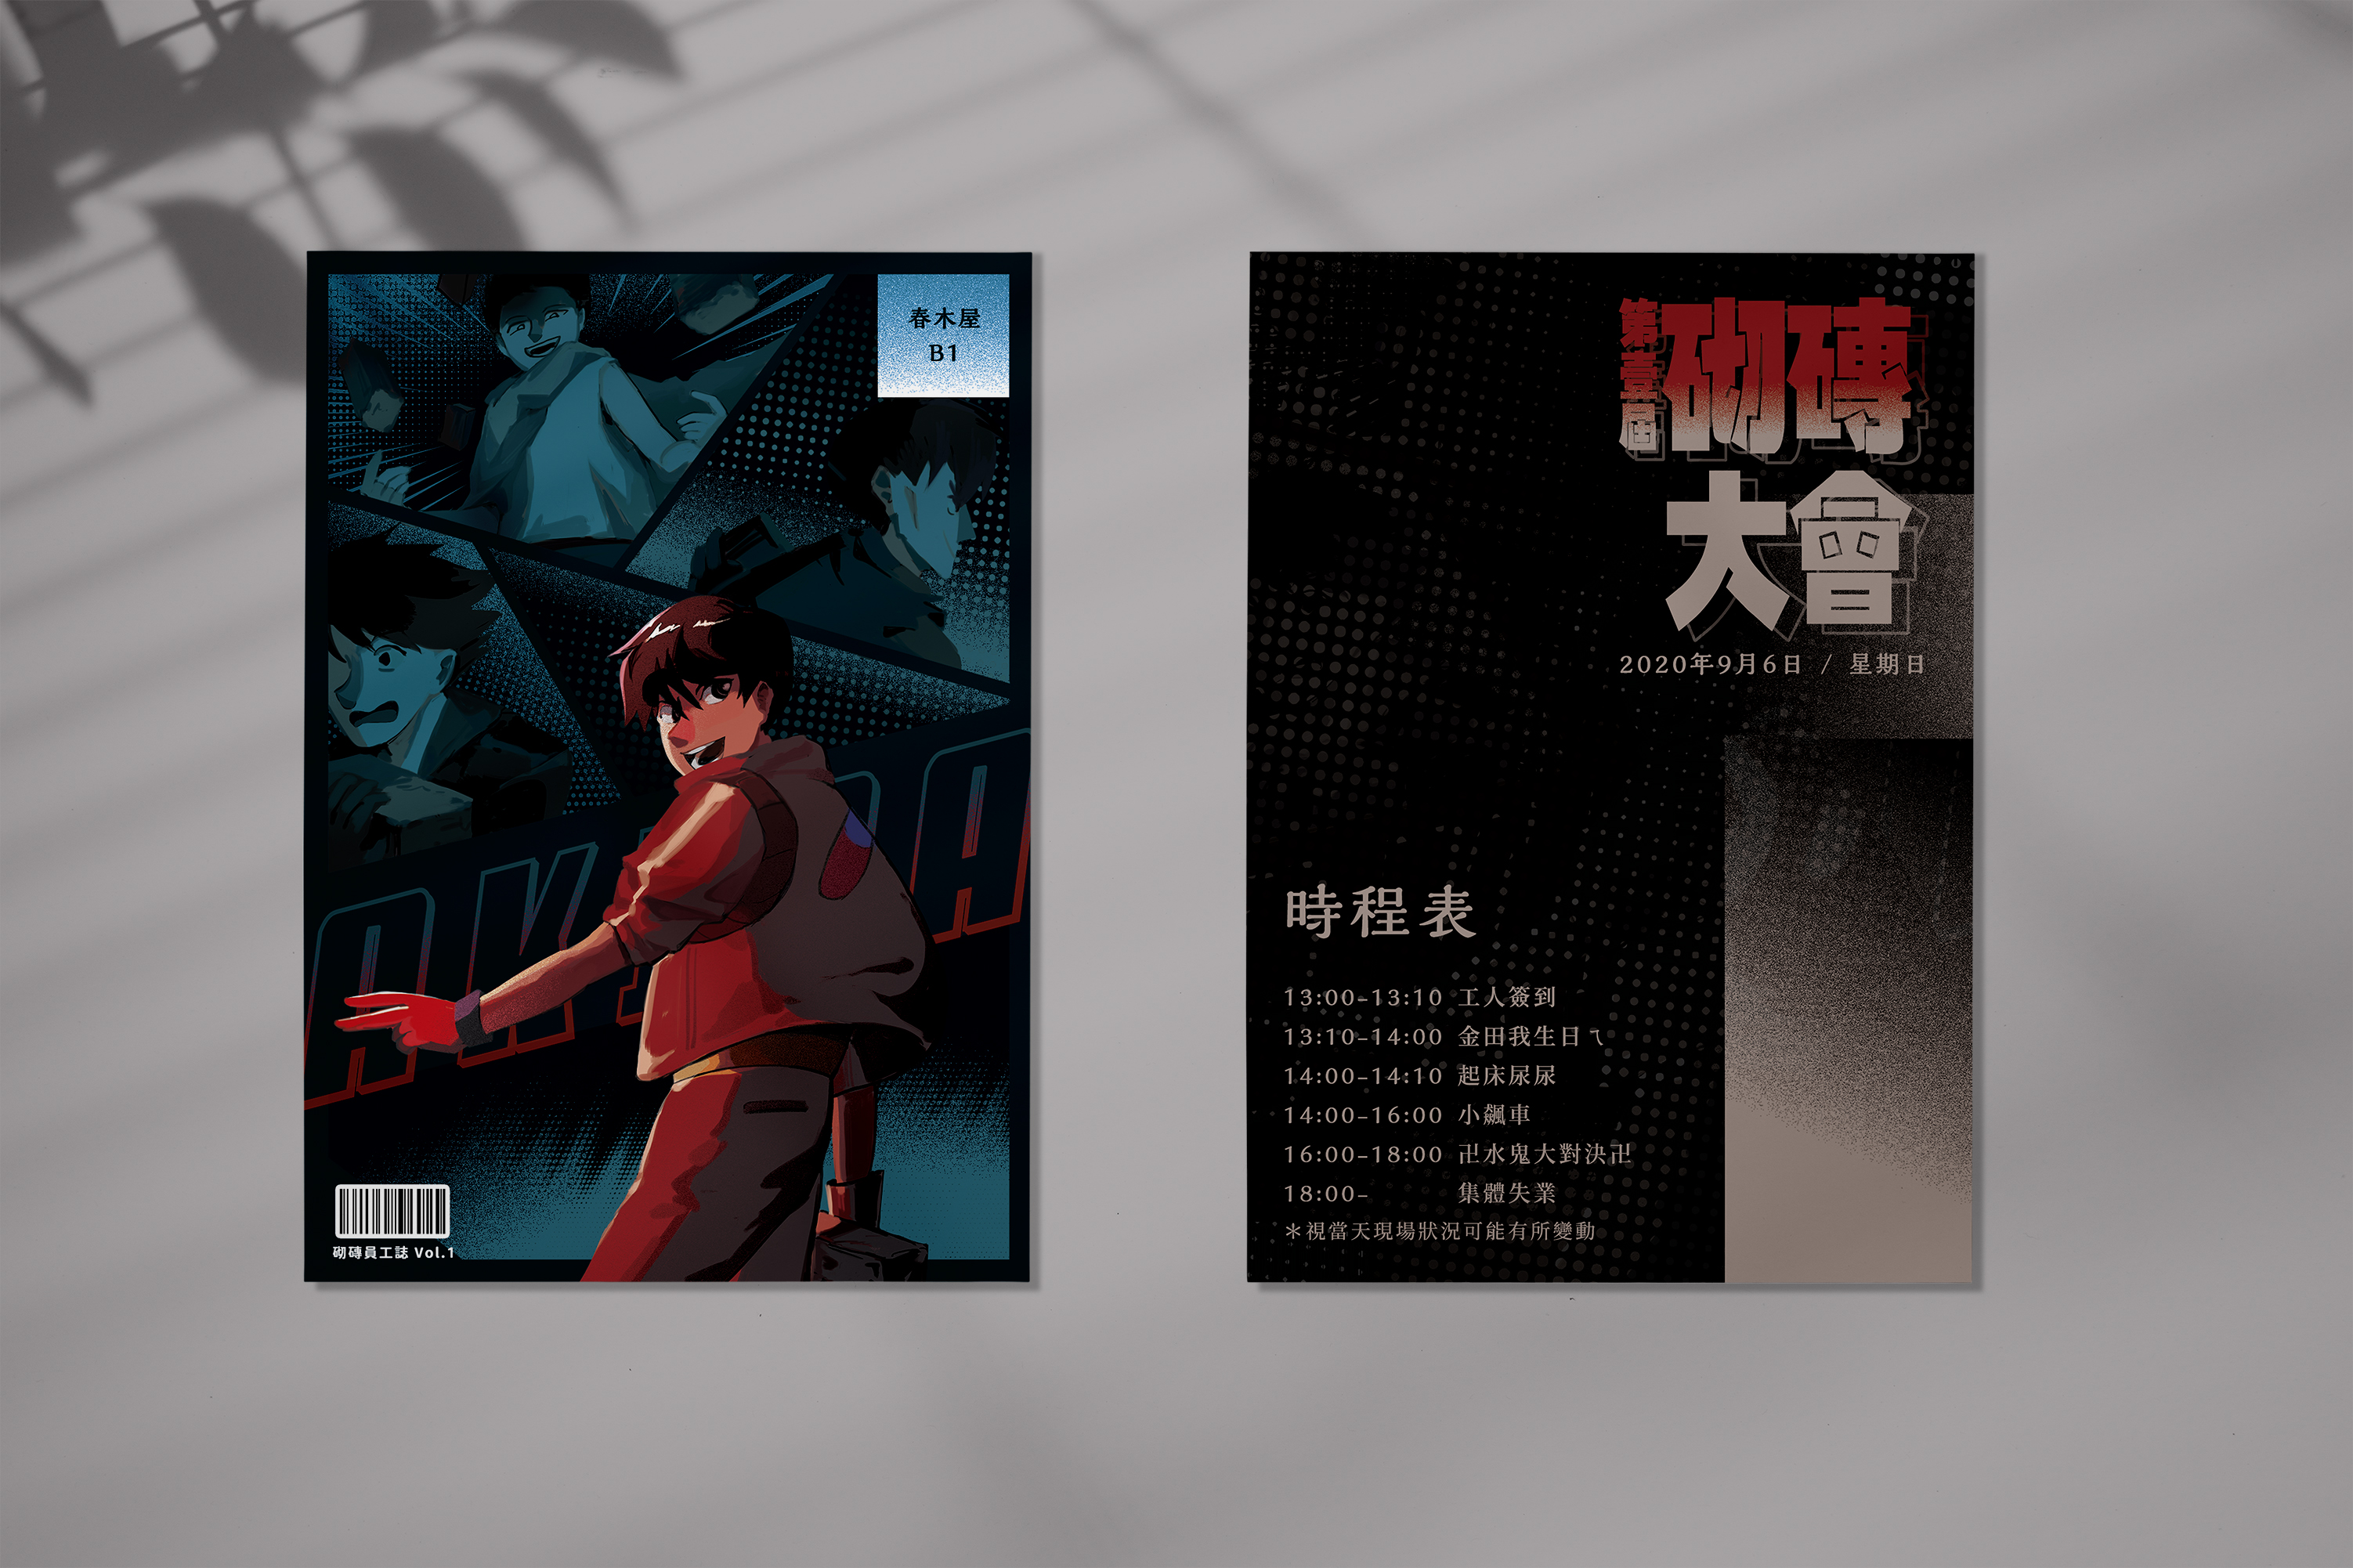 春木屋
B1
砌磚員工誌 Vol.1
第壹屆
砌磚
大會
2020年9月6日 / 星期日
時程表
13:00-13:10 工人簽到
13:10-14:00 金田我生日ㄟ
14:00-14:10 起床尿尿
14:00-16:00 小飆車
16:00-18:00 卍水鬼大對決卍
18:00- 集體失業
*視當天現場狀況可能有所變動